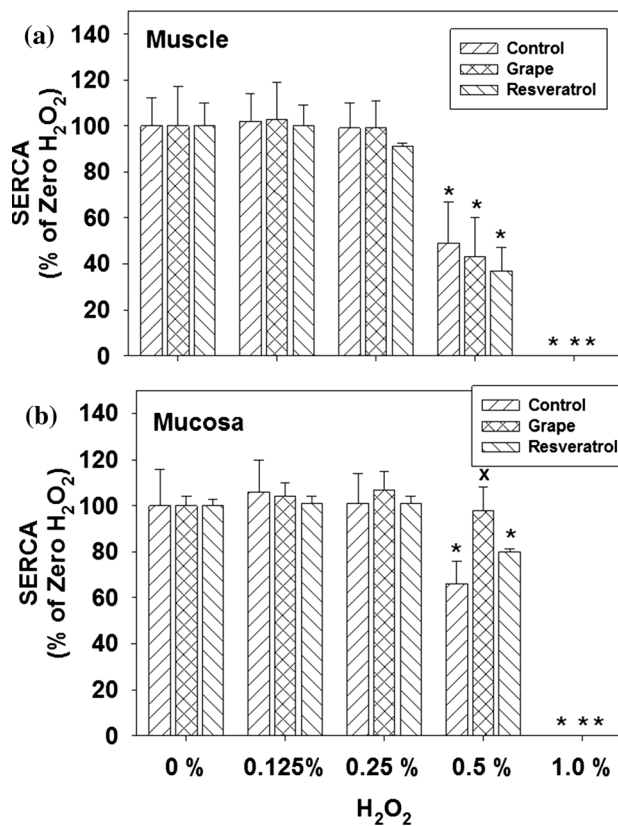 (a)
Muscle
Control
Grape
Resveratrol
SERCA
(% of Zero H₂O₂)
140
120
100
80
60
40
20
0
* * *
* * *
(b)
Mucosa
Control
Grape
Resveratrol
SERCA
(% of Zero H₂O₂)
140
120
100
80
60
40
20
0
* x *
* * *
0 % 0.125% 0.25 % 0.5 % 1.0 %
H₂O₂